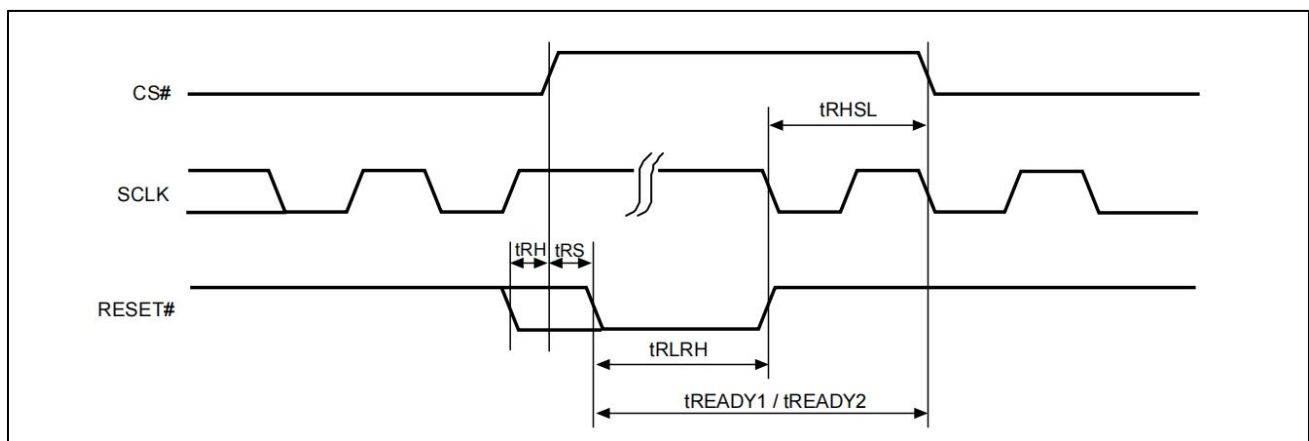 CS#
tRHSL
SCLK
tRH tRS
RESET#
tRLRH
tREADY1 / tREADY2